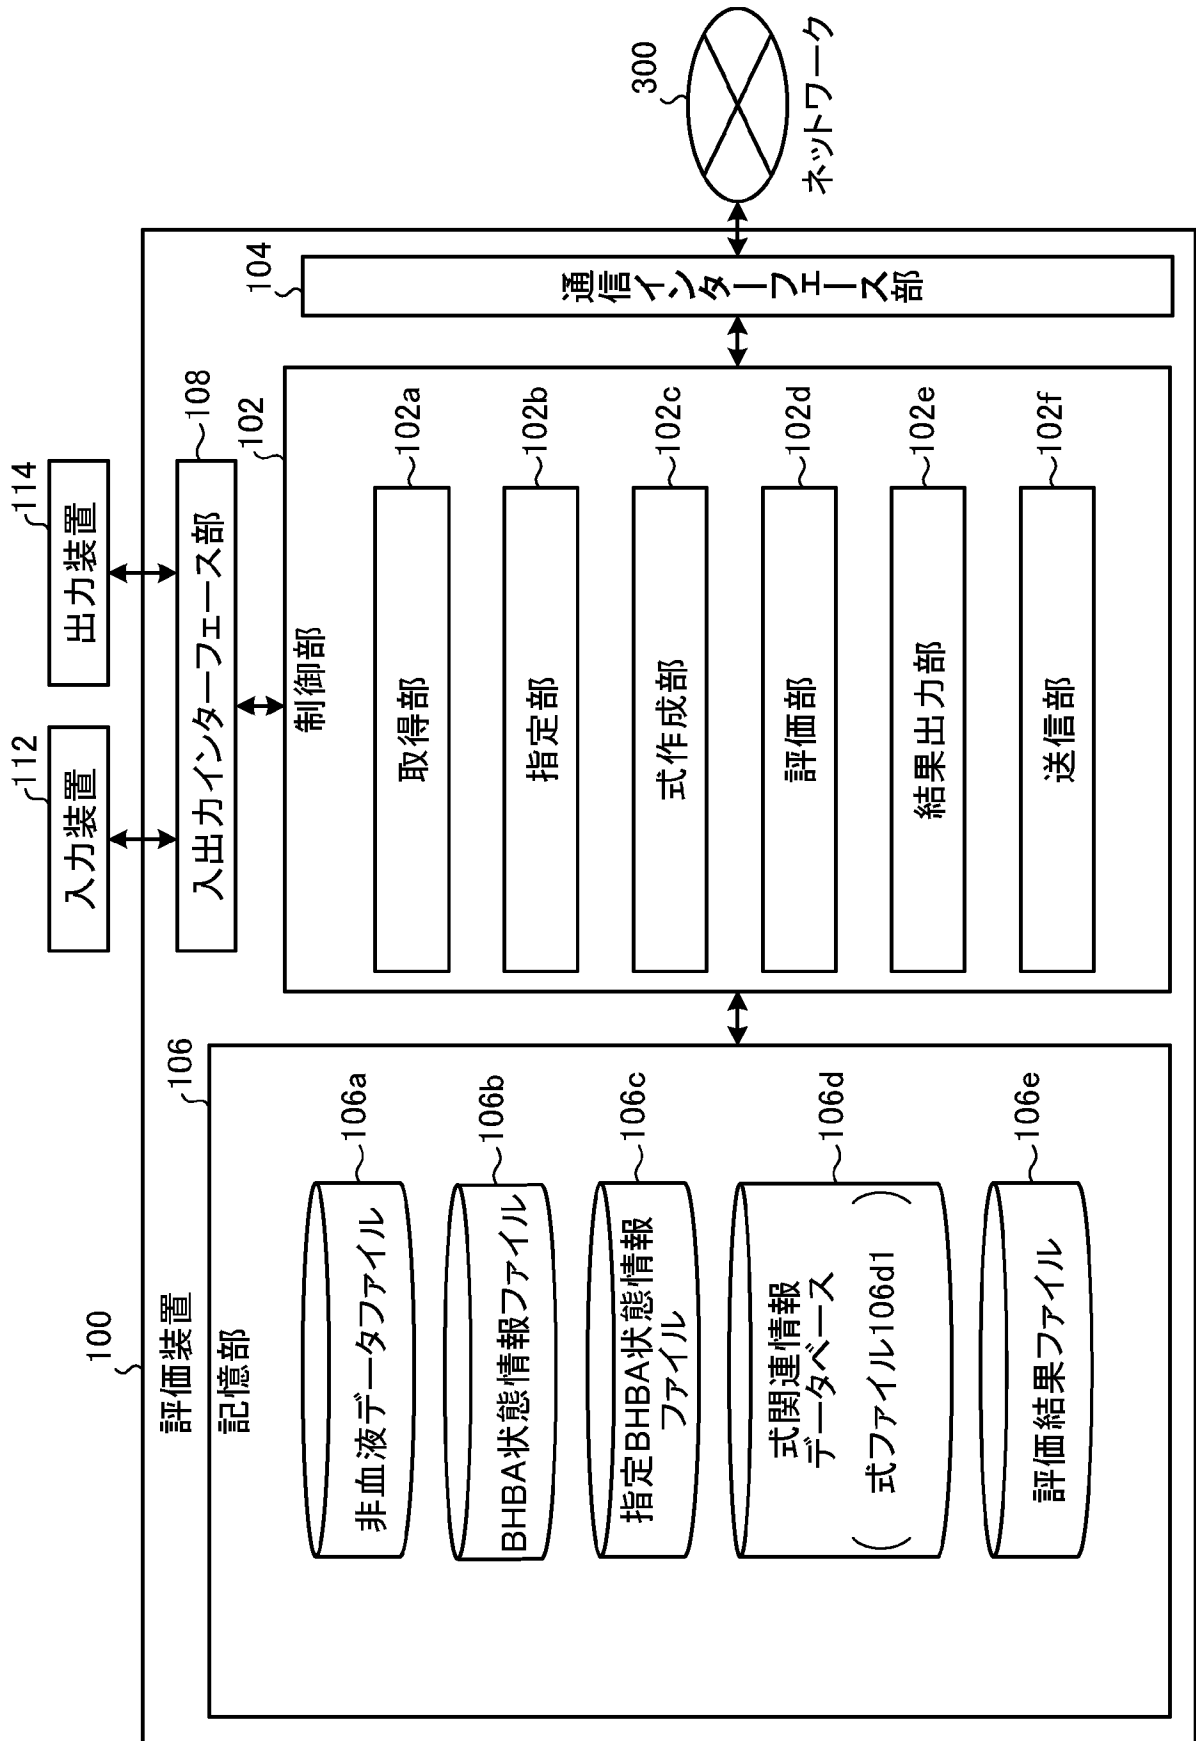 100
評価装置
106
記憶部
非血液データファイル
106a
BHBA状態情報ファイル
106b
指定BHBA状態情報
ファイル
106c
式関連情報
データベース
(式ファイル106d1)
106d
評価結果ファイル
106e
112
入力装置
114
出力装置
入出力インターフェース部
108
102
制御部
取得部
102a
指定部
102b
式作成部
102c
評価部
102d
結果出力部
102e
送信部
102f
104
通信インターフェース部
300
ネットワーク